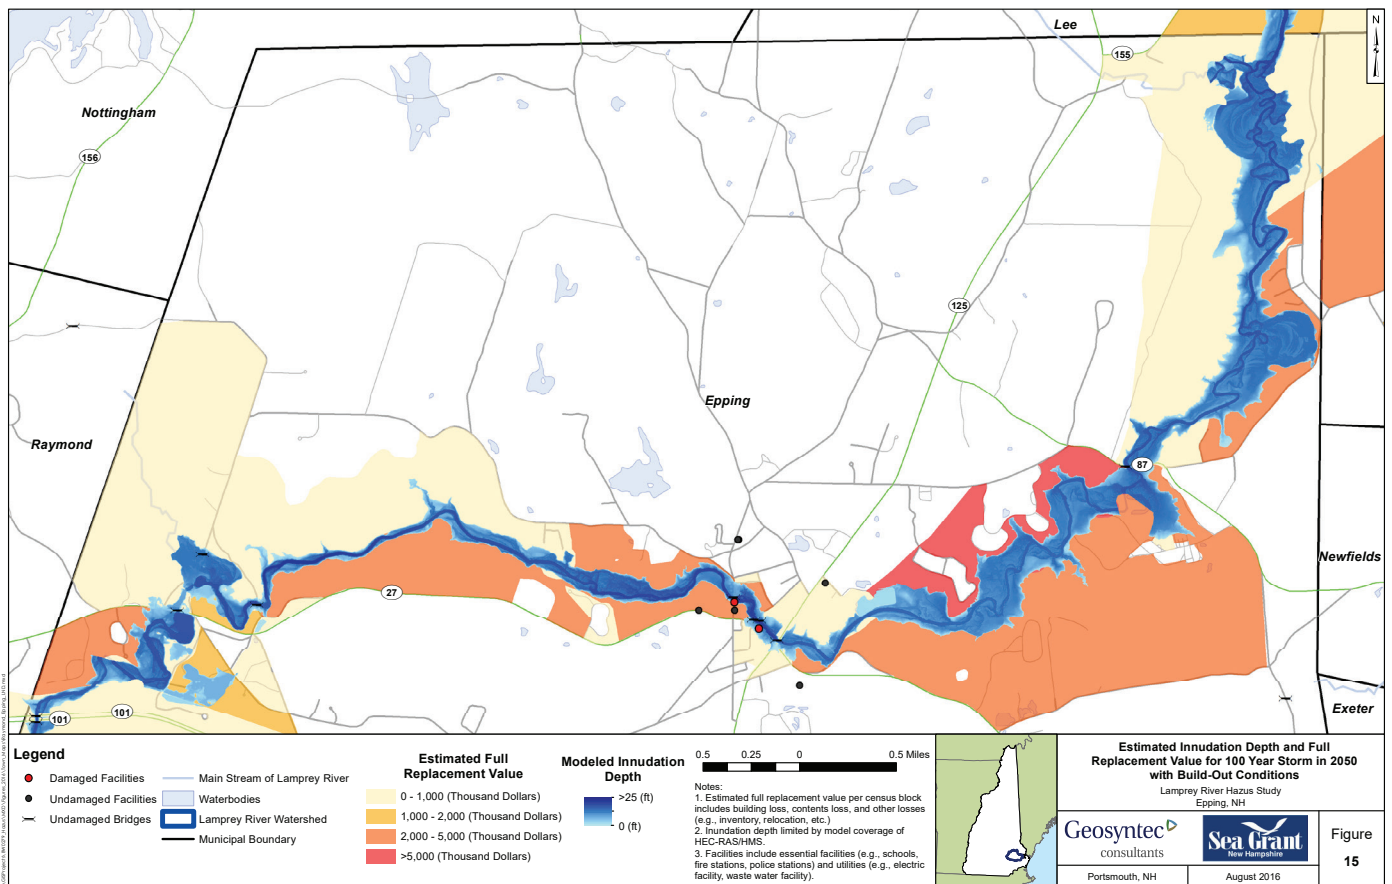 Lee
N
155
Nottingham
156
125
Epping
Raymond
87
Newfields
27
101
101
Exeter
Legend
Damaged Facilities
Undamaged Facilities
Undamaged Bridges
Main Stream of Lamprey River
Waterbodies
Lamprey River Watershed
Municipal Boundary
Estimated Full
Replacement Value
0 - 1,000 (Thousand Dollars)
1,000 - 2,000 (Thousand Dollars)
2,000 - 5,000 (Thousand Dollars)
>5,000 (Thousand Dollars)
Modeled Innudation
Depth
>25 (ft)
0 (ft)
0.5 0.25 0 0.5 Miles
Notes:
1. Estimated full replacement value per census block
includes building loss, contents loss, and other losses
(e.g., inventory, relocation, etc.)
2. Inundation depth limited by model coverage of
HEC-RAS/HMS.
3. Facilities include essential facilities (e.g., schools,
fire stations, police stations) and utilities (e.g., electric
facility, waste water facility).
Estimated Innudation Depth and Full
Replacement Value for 100 Year Storm in 2050
with Build-Out Conditions
Lamprey River Hazus Study
Epping, NH
Geosyntec
consultants
Sea Grant
New Hampshire
Figure
15
Portsmouth, NH
August 2016